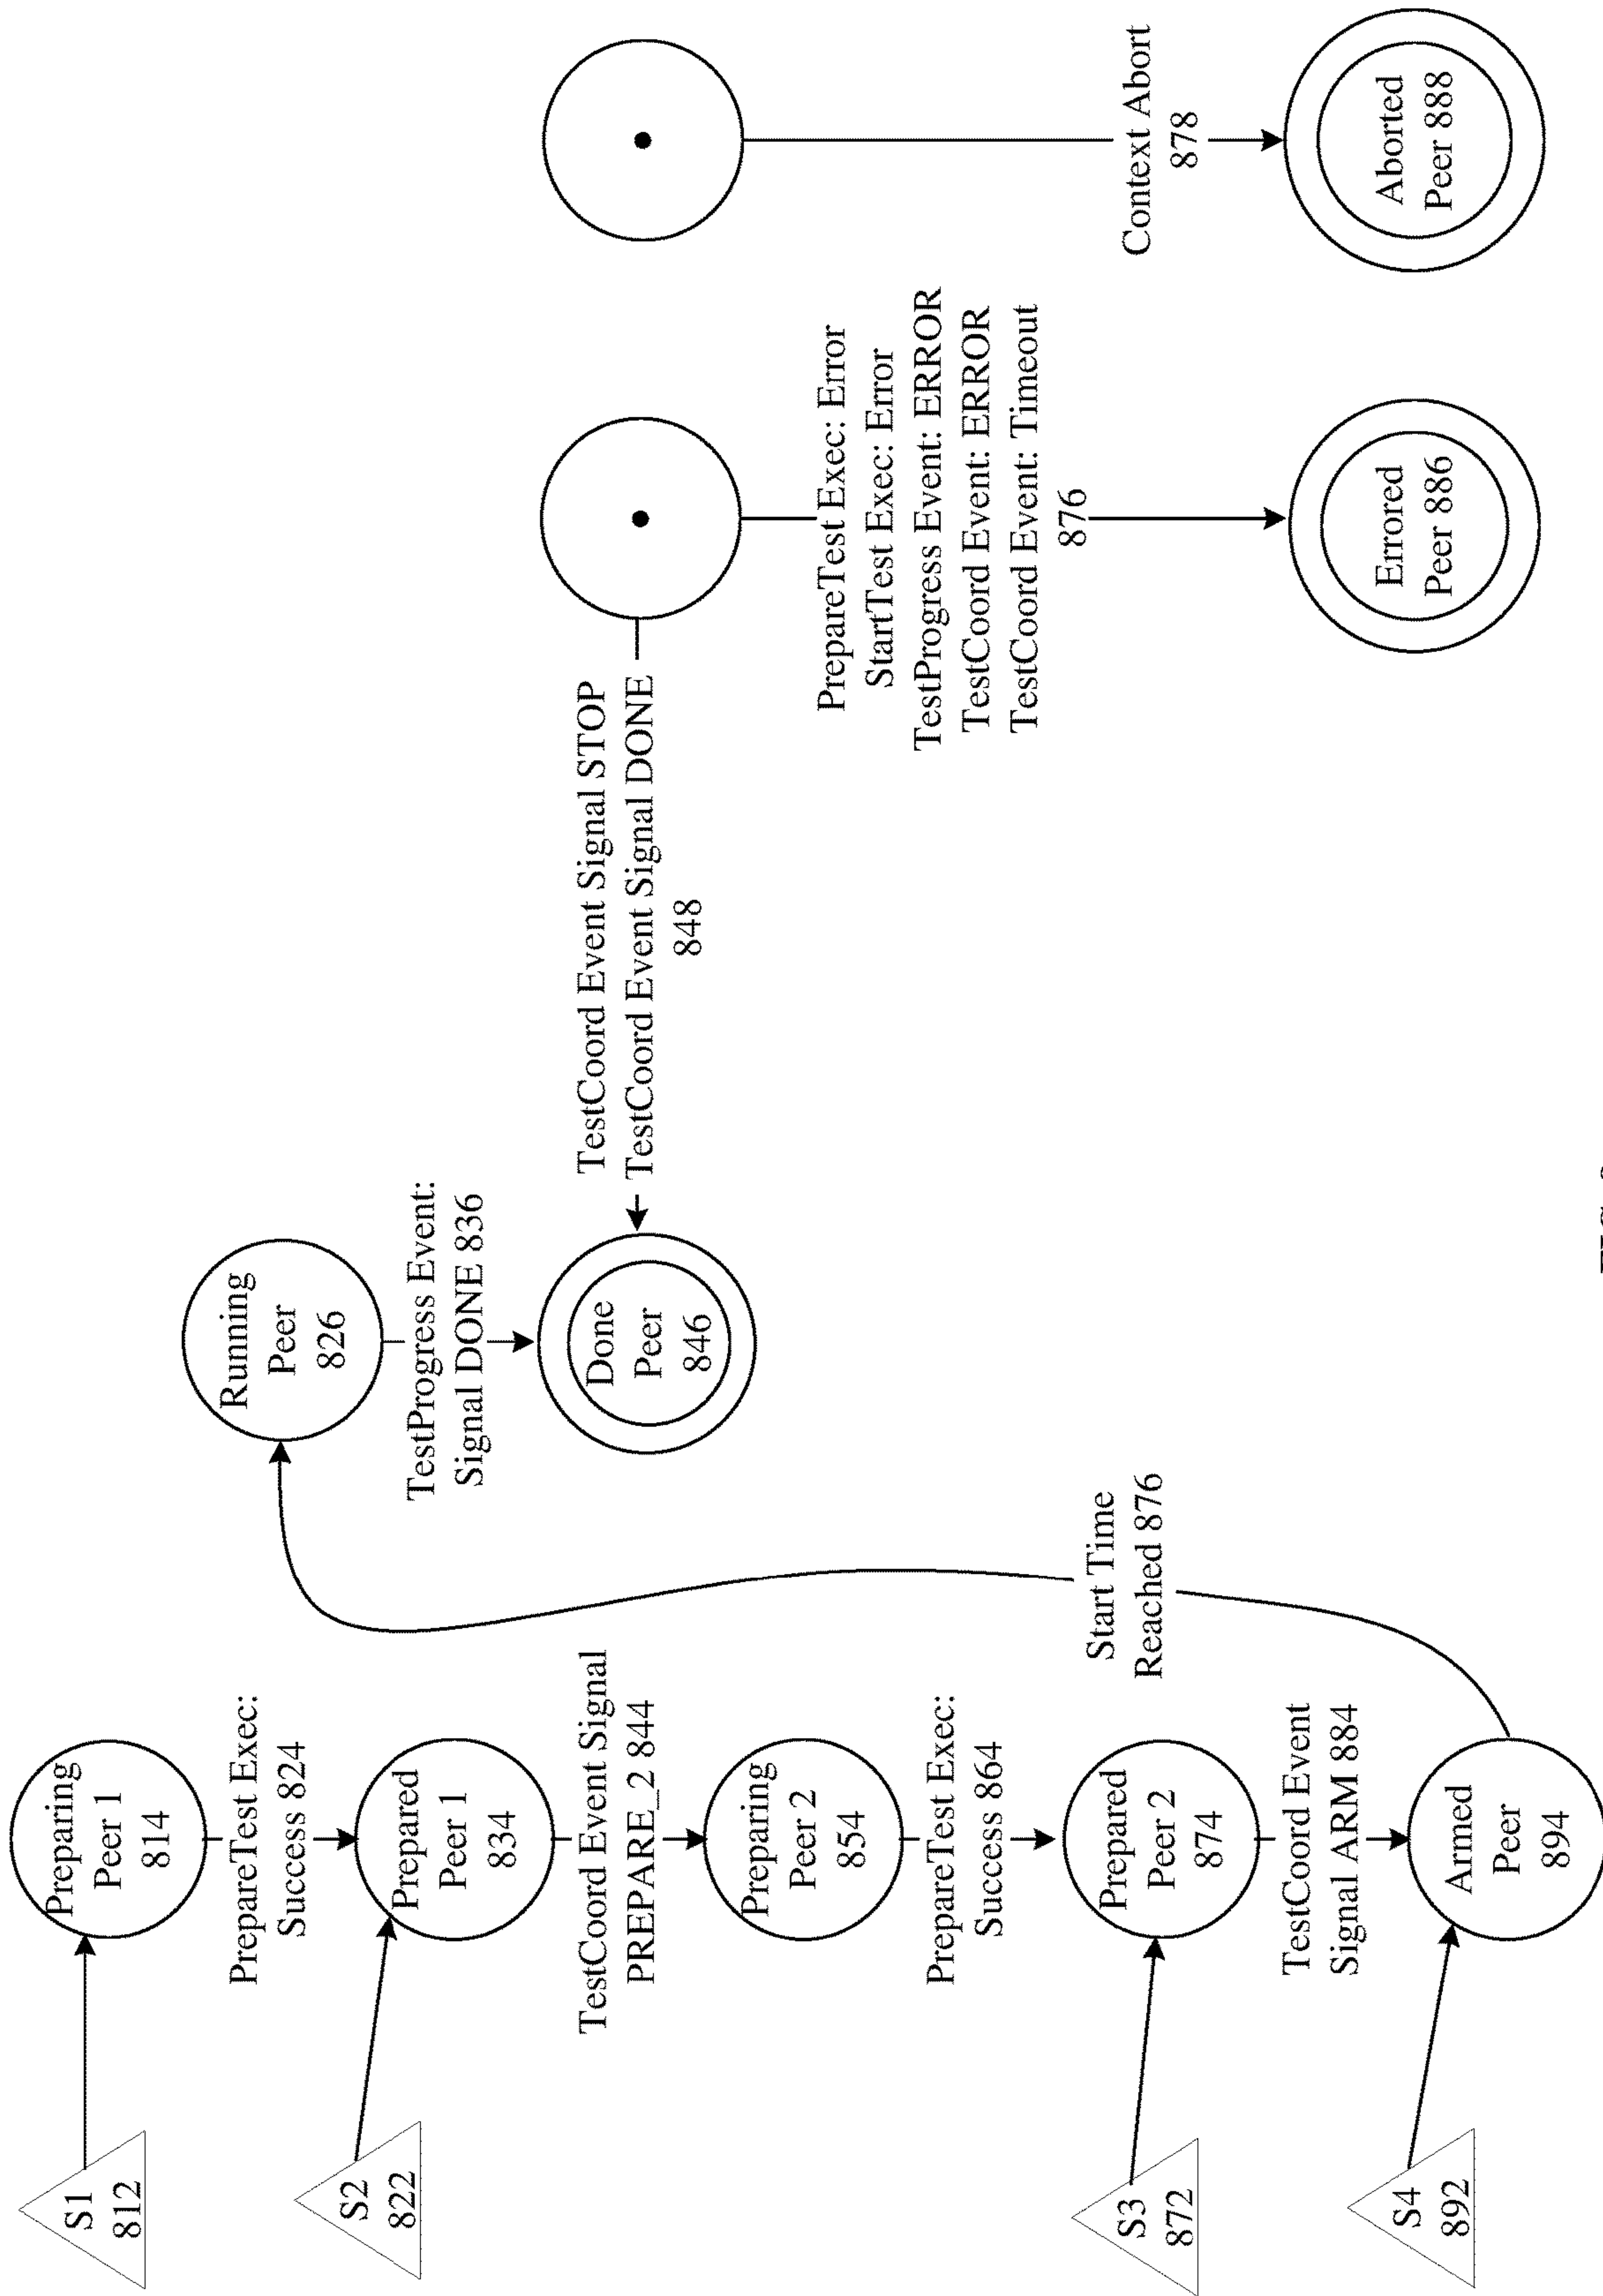 S1
812
Preparing
Peer 1
814
PrepareTest Exec:
Success 824
S2
822
Prepared
Peer 1
834
TestCoord Event Signal
PREPARE_2 844
Preparing
Peer 2
854
PrepareTest Exec:
Success 864
S3
872
Prepared
Peer 2
874
TestCoord Event
Signal ARM 884
S4
892
Armed
Peer
894
Start Time
Reached 876
Running
Peer
826
TestProgress Event:
Signal DONE 836
Done
Peer
846
TestCoord Event Signal STOP
TestCoord Event Signal DONE
848
PrepareTest Exec: Error
StartTest Exec: Error
TestProgress Event: ERROR
TestCoord Event: ERROR
TestCoord Event: Timeout
876
Errored
Peer 886
Context Abort
878
Aborted
Peer 888